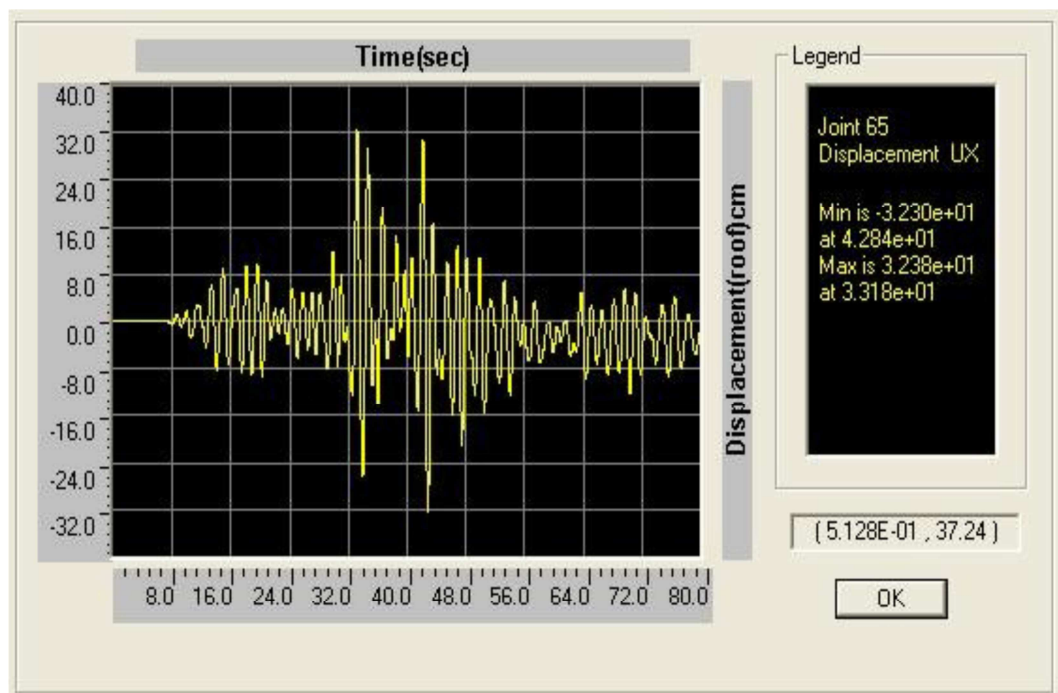 Time(sec)
40.0
32.0
24.0
16.0
8.0
0.0
-8.0
-16.0
-24.0
-32.0
8.0 16.0 24.0 32.0 40.0 48.0 56.0 64.0 72.0 80.0
Displacement(roof)cm
Legend
Joint 65
Displacement UX
Min is -3.230e+01
at 4.284e+01
Max is 3.238e+01
at 3.318e+01
( 5.128E-01 , 37.24 )
OK